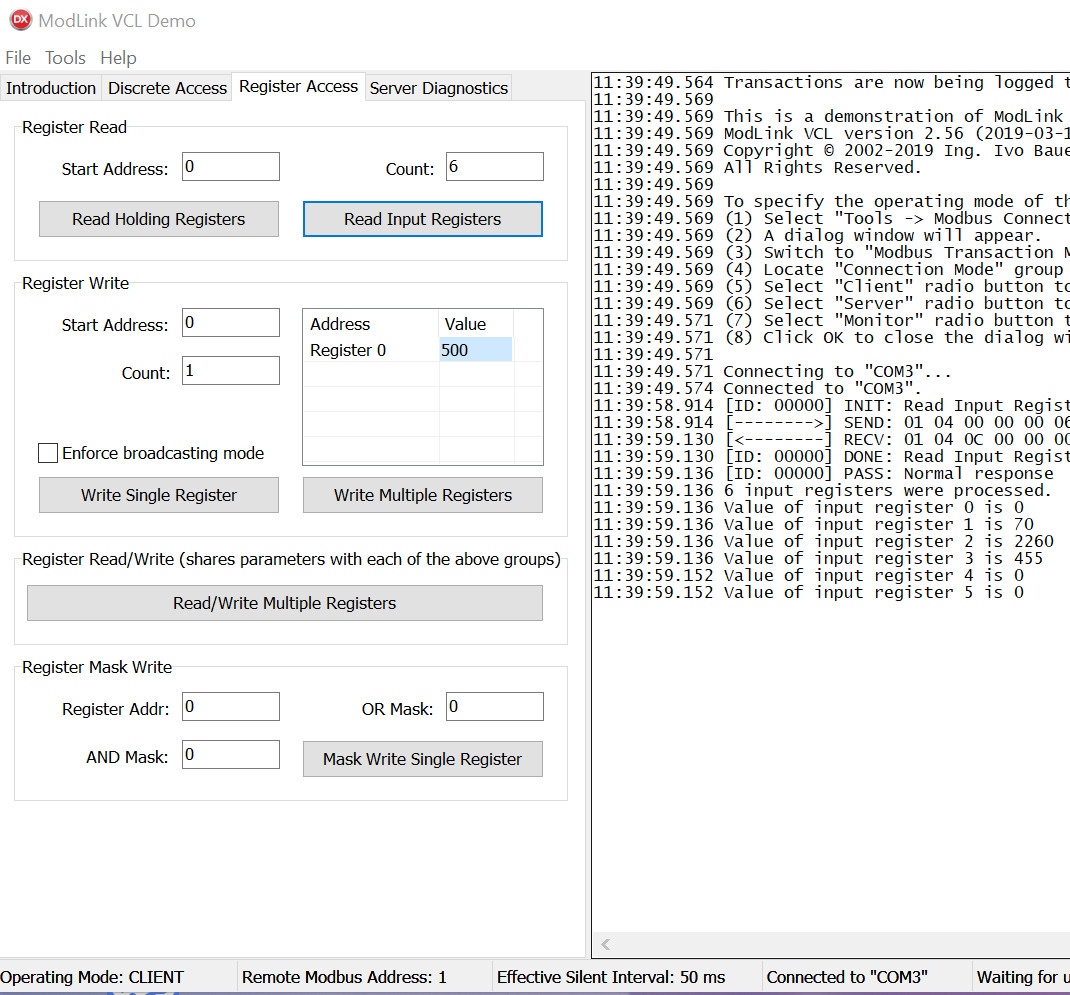 DX ModLink VCL Demo
File Tools Help
Introduction Discrete Access Register Access Server Diagnostics
Register Read
Start Address: 0 Count: 6
Read Holding Registers Read Input Registers
Register Write
Start Address: 0
Count: 1
Address Value
Register 0 500
Enforce broadcasting mode
Write Single Register Write Multiple Registers
Register Read/Write (shares parameters with each of the above groups)
Read/Write Multiple Registers
Register Mask Write
Register Addr: 0 OR Mask: 0
AND Mask: 0 Mask Write Single Register
11:39:49.564 Transactions are now being logged t
11:39:49.569
11:39:49.569 This is a demonstration of ModLink
11:39:49.569 ModLink VCL version 2.56 (2019-03-1
11:39:49.569 Copyright © 2002-2019 Ing. Ivo Baue
11:39:49.569 All Rights Reserved.
11:39:49.569
11:39:49.569 To specify the operating mode of th
11:39:49.569 (1) Select "Tools -> Modbus Connect
11:39:49.569 (2) A dialog window will appear.
11:39:49.569 (3) Switch to "Modbus Transaction M
11:39:49.569 (4) Locate "Connection Mode" group
11:39:49.569 (5) Select "Client" radio button to
11:39:49.569 (6) Select "Server" radio button to
11:39:49.571 (7) Select "Monitor" radio button t
11:39:49.571 (8) Click OK to close the dialog wi
11:39:49.571
11:39:49.571 Connecting to "COM3"...
11:39:49.574 Connected to "COM3".
11:39:58.914 [ID: 00000] INIT: Read Input Regist
11:39:58.914 [-------->] SEND: 01 04 00 00 00 06
11:39:59.130 [<--------] RECV: 01 04 0C 00 00 00
11:39:59.130 [ID: 00000] DONE: Read Input Regist
11:39:59.136 [ID: 00000] PASS: Normal response
11:39:59.136 6 input registers were processed.
11:39:59.136 Value of input register 0 is 0
11:39:59.136 Value of input register 1 is 70
11:39:59.136 Value of input register 2 is 2260
11:39:59.136 Value of input register 3 is 455
11:39:59.152 Value of input register 4 is 0
11:39:59.152 Value of input register 5 is 0
Operating Mode: CLIENT Remote Modbus Address: 1 Effective Silent Interval: 50 ms Connected to "COM3" Waiting for u